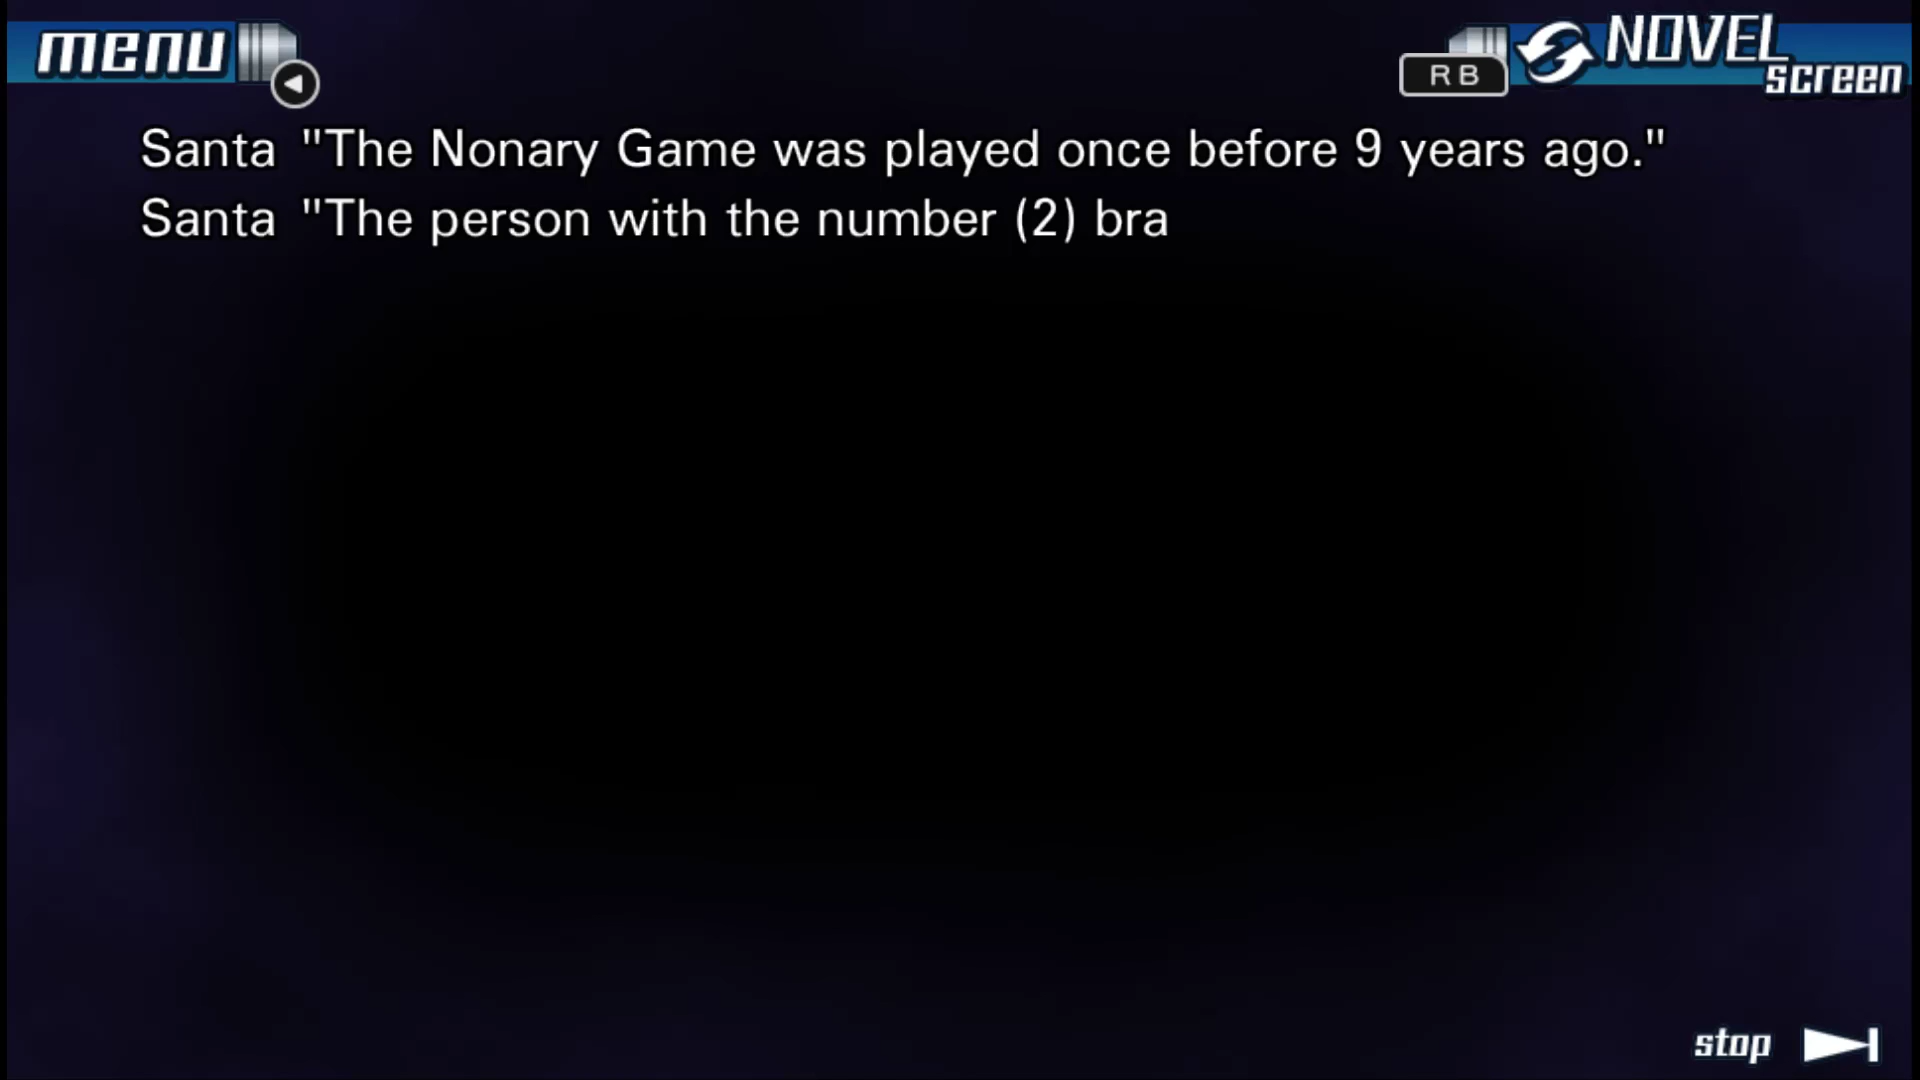 menu
RB
NOVEL
screen
Santa "The Nonary Game was played once before 9 years ago."
Santa "The person with the number (2) bra
stop